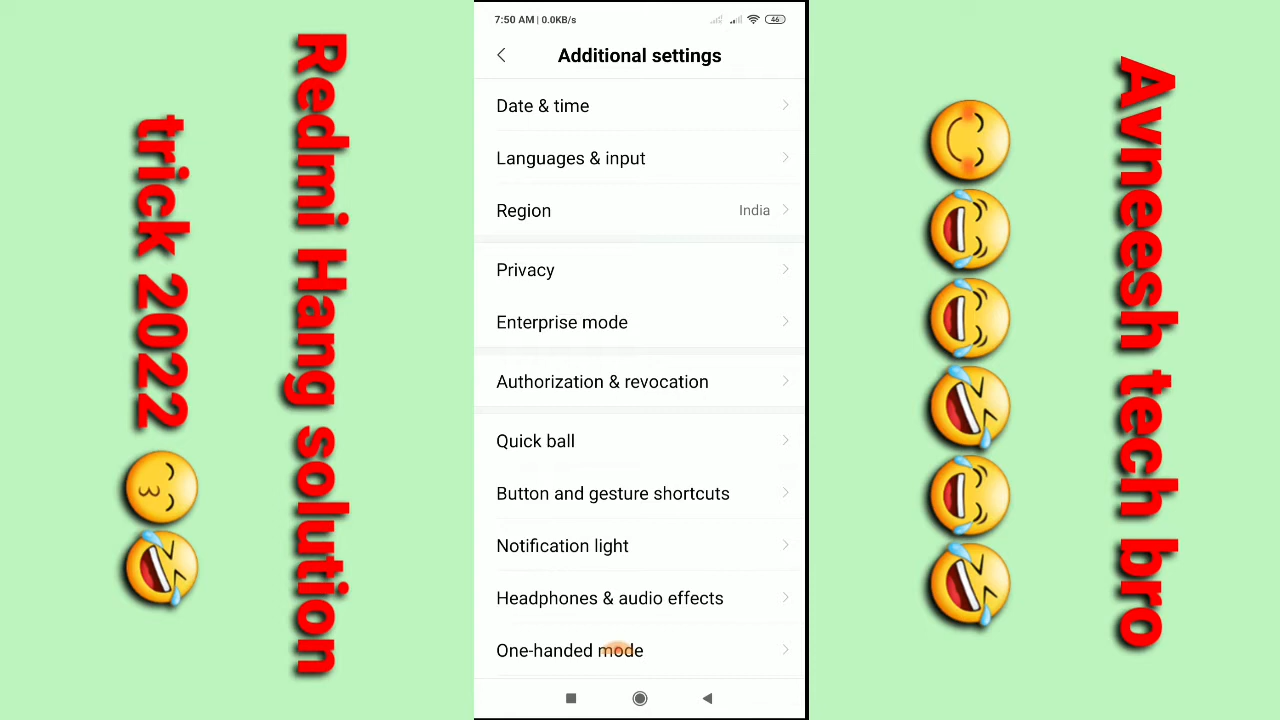 trick 2022
Redmi Hang solution
7:50 AM | 0.0KB/s
46
Additional settings
Date & time
Languages & input
Region India
Privacy
Enterprise mode
Authorization & revocation
Quick ball
Button and gesture shortcuts
Notification light
Headphones & audio effects
One-handed mode
Avneesh tech bro